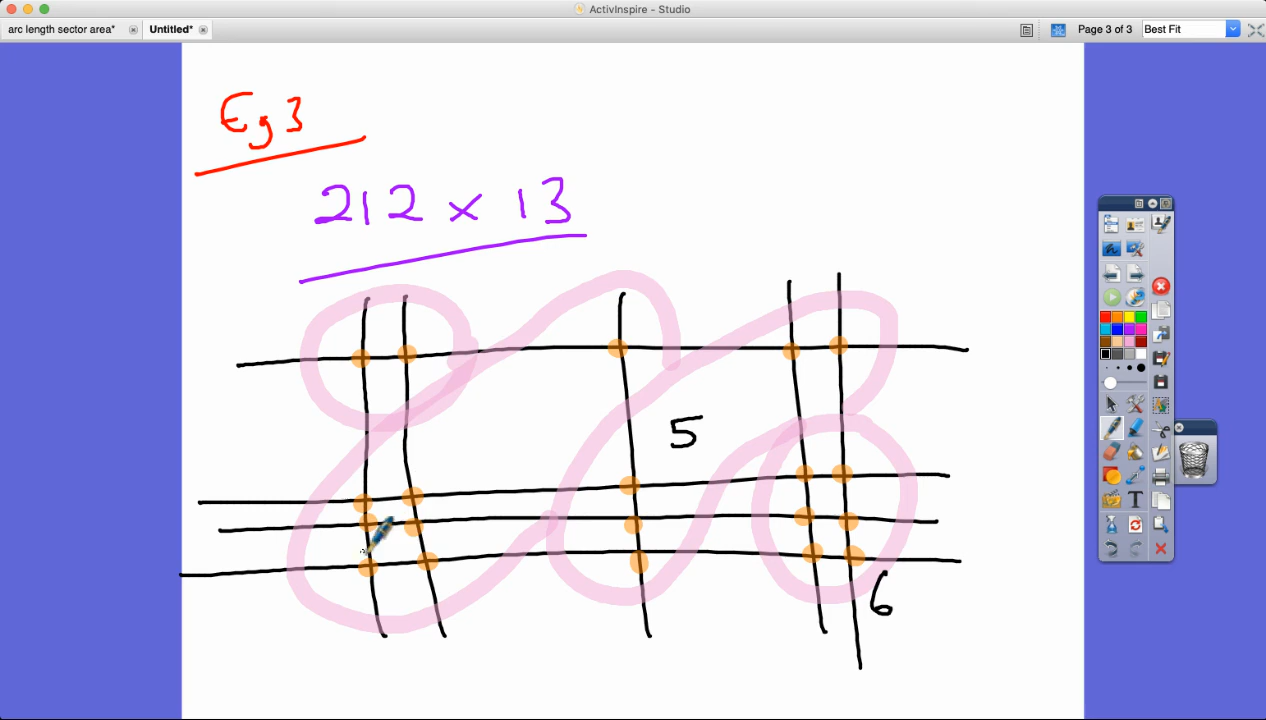 ActivInspire - Studio
arc length sector area*
Untitled*
Page 3 of 3
Best Fit
Eg 3
212 x 13
5
6
T